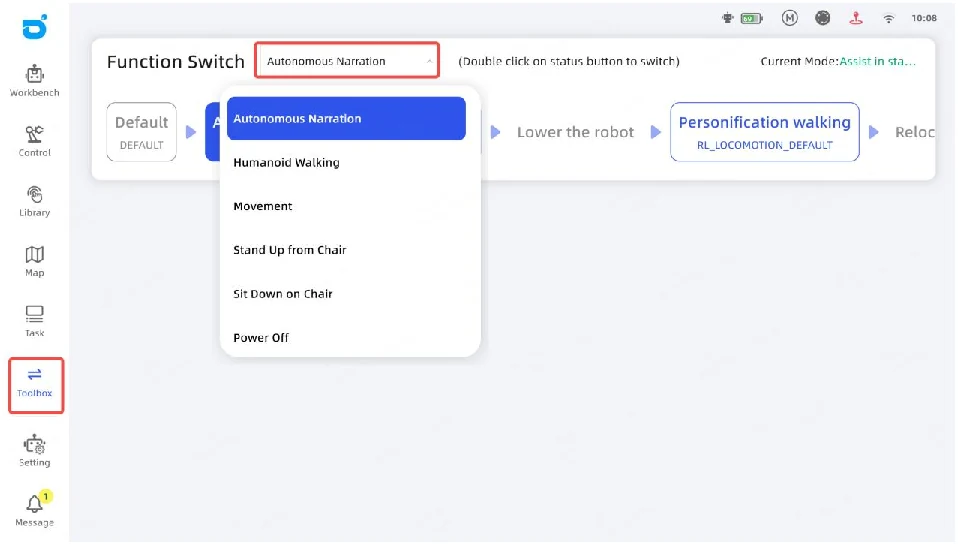 69
M
10:08
Function Switch
Autonomous Narration
(Double click on status button to switch)
Current Mode:Assist in sta...
Workbench
Control
Library
Map
Task
Toolbox
Setting
1
Message
Default
DEFAULT
A
Lower the robot
Personification walking
RL_LOCOMOTION_DEFAULT
Reloc
Autonomous Narration
Humanoid Walking
Movement
Stand Up from Chair
Sit Down on Chair
Power Off